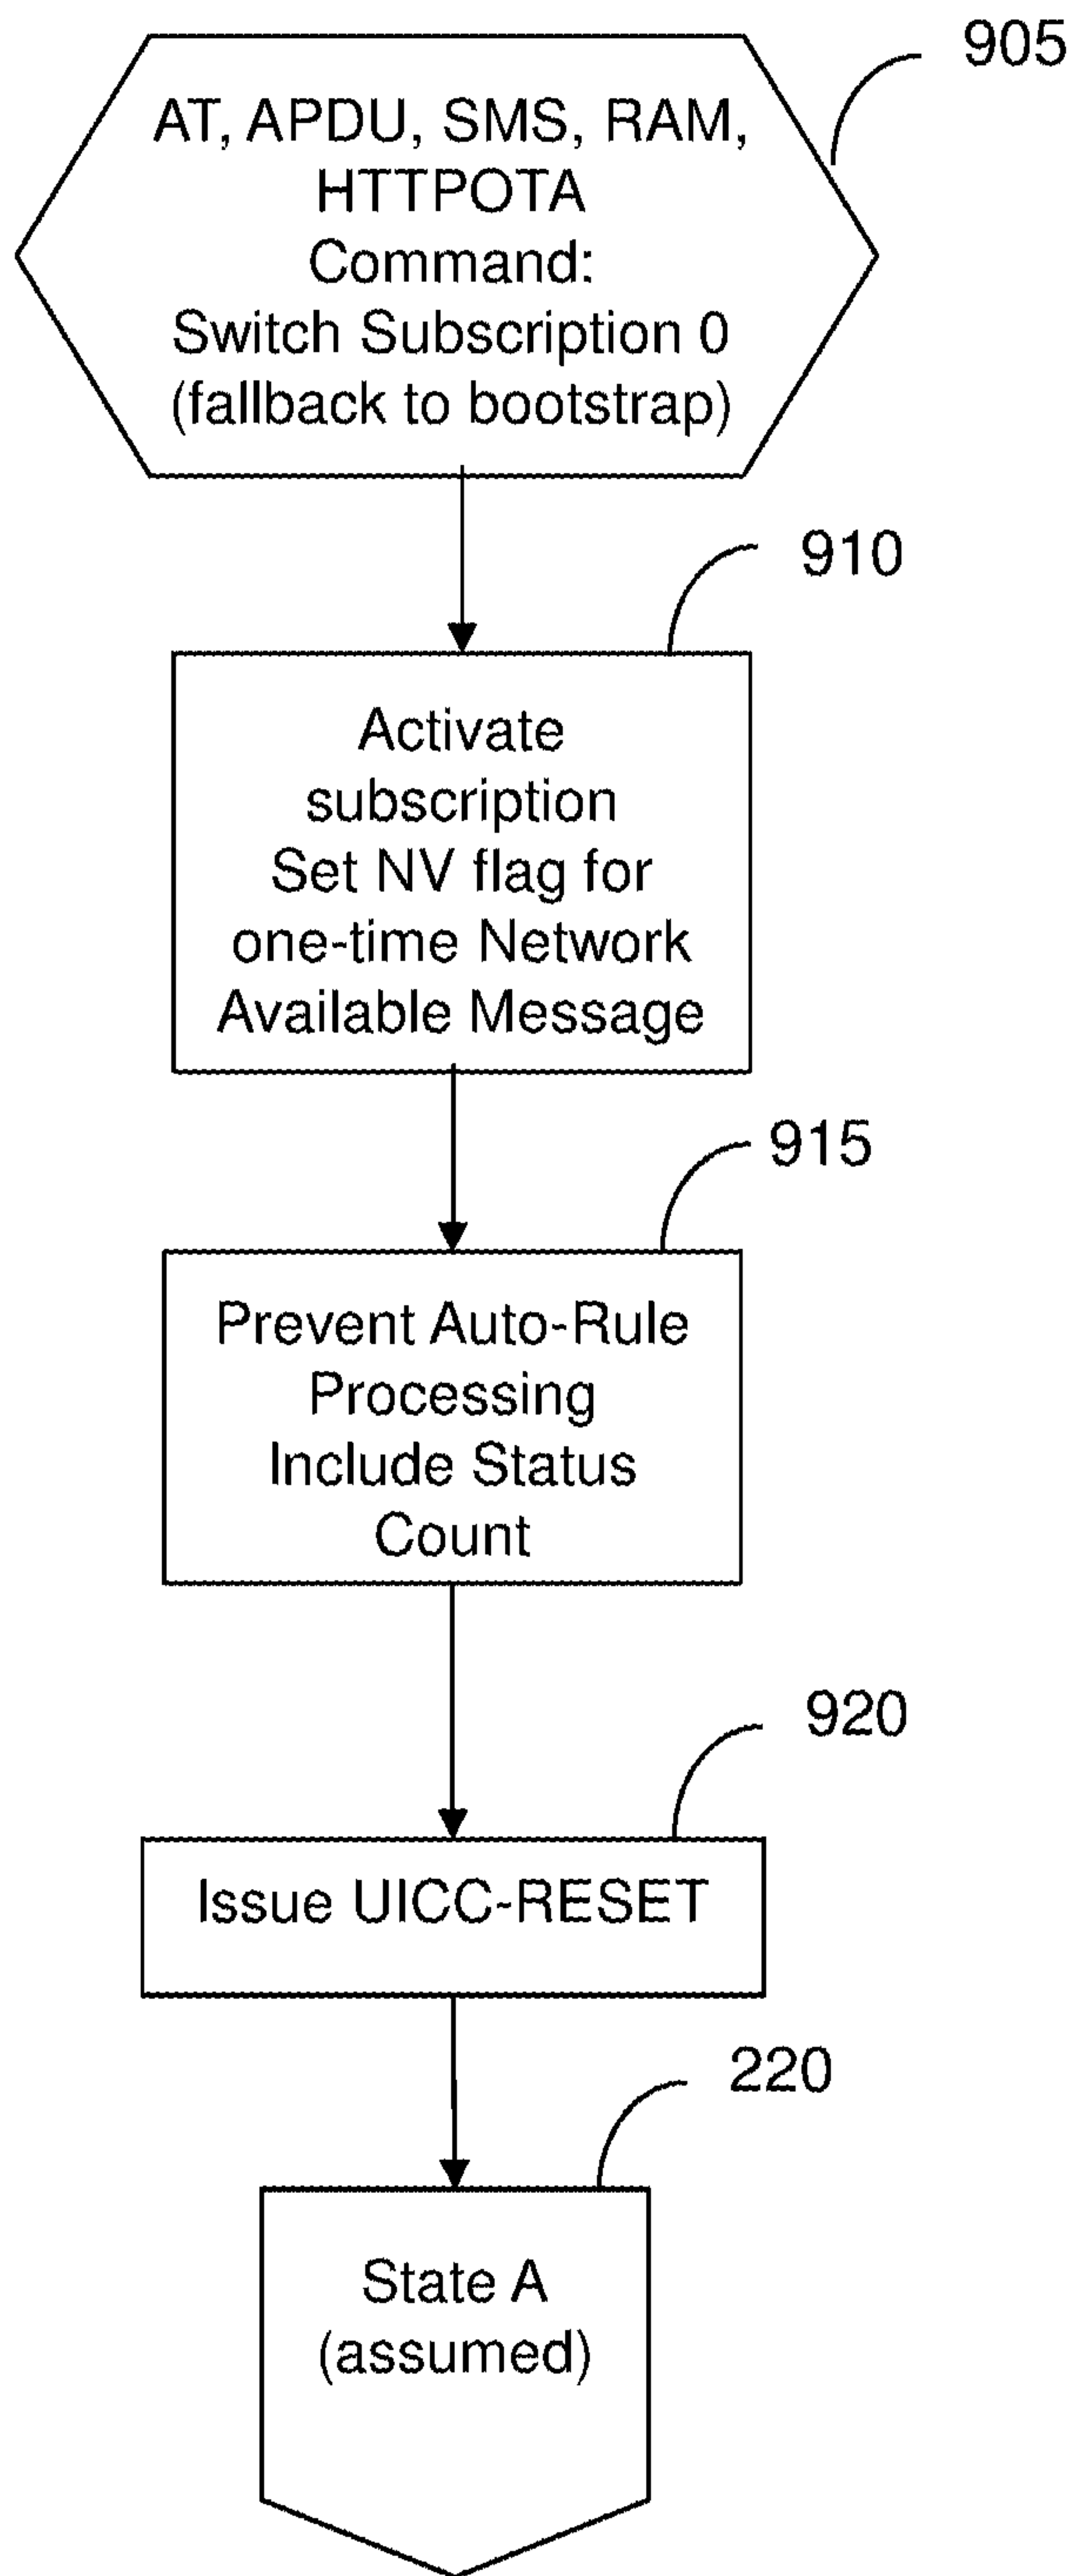 905
AT, APDU, SMS, RAM,
HTTPOTA
Command:
Switch Subscription 0
(fallback to bootstrap)
910
Activate
subscription
Set NV flag for
one-time Network
Available Message
915
Prevent Auto-Rule
Processing
Include Status
Count
920
Issue UICC-RESET
220
State A
(assumed)